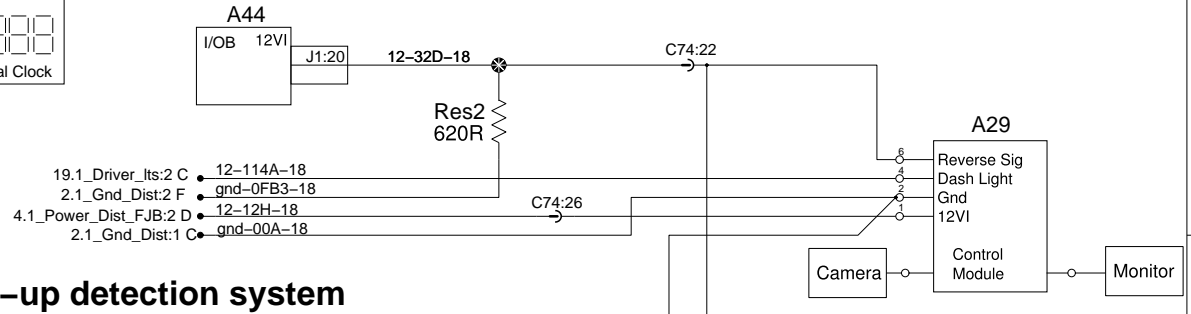 A44
I/OB 12VI
J1:20
12–32D–18
C74:22
al Clock
Res2
620R
A29
19.1_Driver_lts:2 C
12–114A–18
2.1_Gnd_Dist:2 F
gnd–0FB3–18
4.1_Power_Dist_FJB:2 D
12–12H–18
C74:26
2.1_Gnd_Dist:1 C
gnd–00A–18
6 Reverse Sig
4 Dash Light
2 Gnd
1 12VI
Control
Module
Camera
Monitor
–up detection system